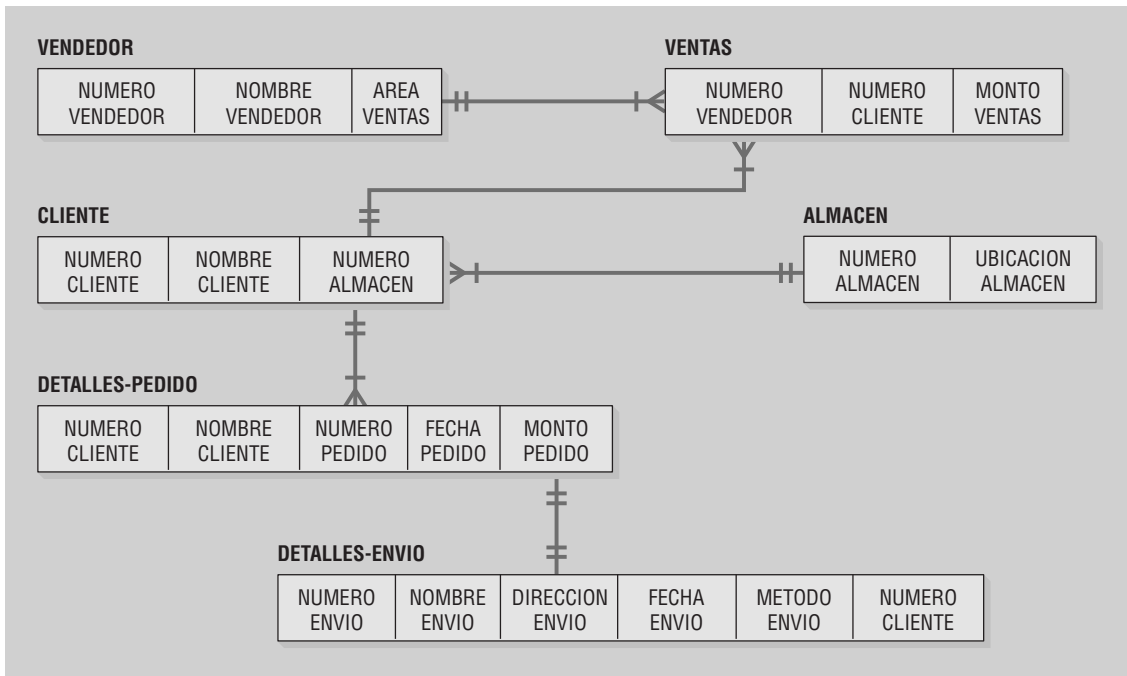 VENDEDOR
NUMERO VENDEDOR
NOMBRE VENDEDOR
AREA VENTAS
VENTAS
NUMERO VENDEDOR
NUMERO CLIENTE
MONTO VENTAS
CLIENTE
NUMERO CLIENTE
NOMBRE CLIENTE
NUMERO ALMACEN
ALMACEN
NUMERO ALMACEN
UBICACION ALMACEN
DETALLES-PEDIDO
NUMERO CLIENTE
NOMBRE CLIENTE
NUMERO PEDIDO
FECHA PEDIDO
MONTO PEDIDO
DETALLES-ENVIO
NUMERO ENVIO
NOMBRE ENVIO
DIRECCION ENVIO
FECHA ENVIO
METODO ENVIO
NUMERO CLIENTE